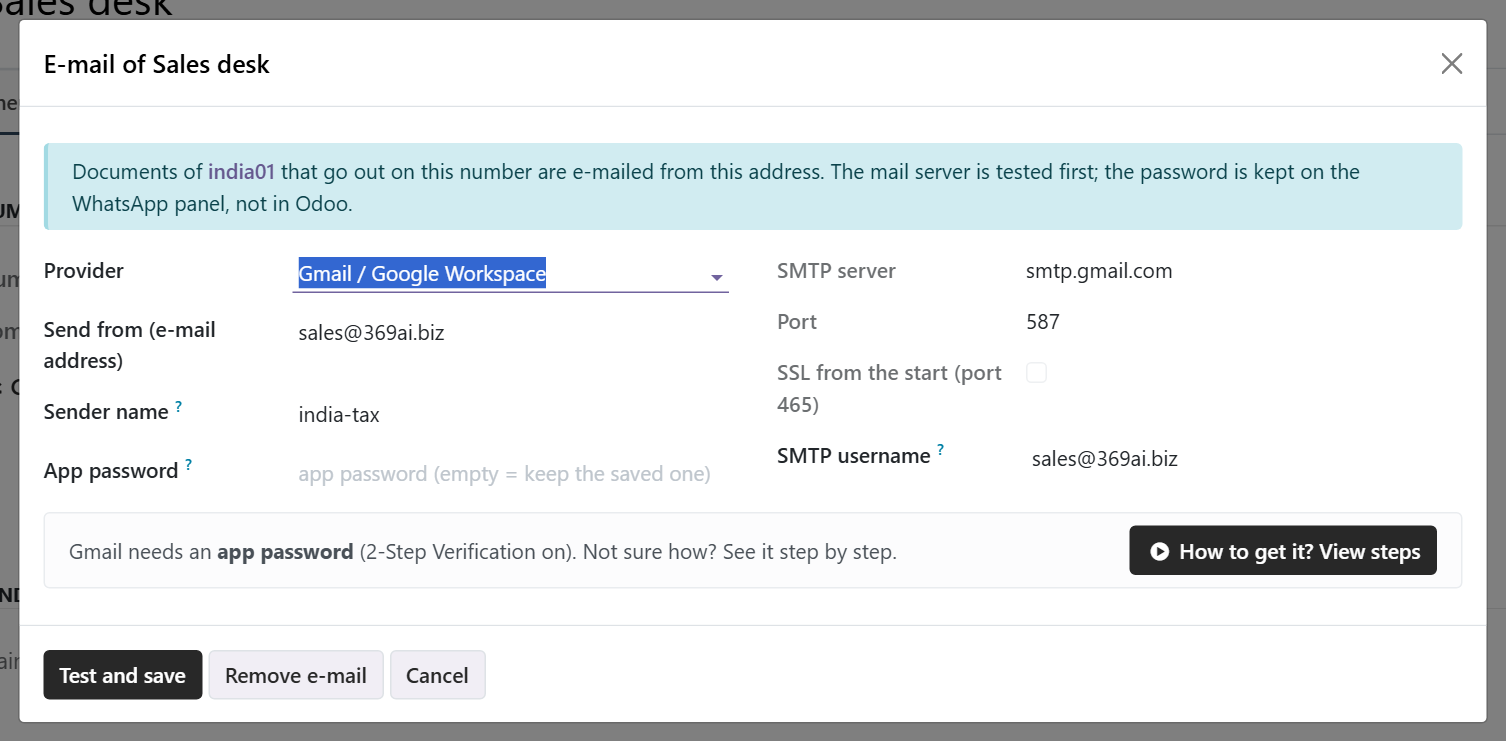 Sales desk
E-mail of Sales desk
Documents of india01 that go out on this number are e-mailed from this address. The mail server is tested first; the password is kept on the
WhatsApp panel, not in Odoo.
Provider
Gmail / Google Workspace
Send from (e-mail
address)
sales@369ai.biz
Sender name ?
india-tax
App password ?
app password (empty = keep the saved one)
SMTP server
smtp.gmail.com
Port
587
SSL from the start (port
465)
SMTP username ?
sales@369ai.biz
Gmail needs an app password (2-Step Verification on). Not sure how? See it step by step.
How to get it? View steps
Test and save
Remove e-mail
Cancel